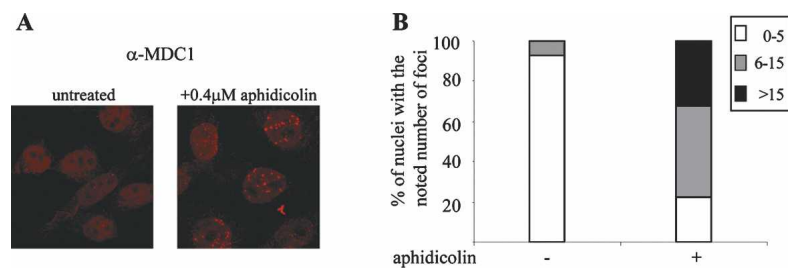 A
α-MDC1
untreated
+0.4µM aphidicolin
B
% of nuclei with the
noted number of foci
100
80
60
40
20
0-5
6-15
>15
aphidicolin - +